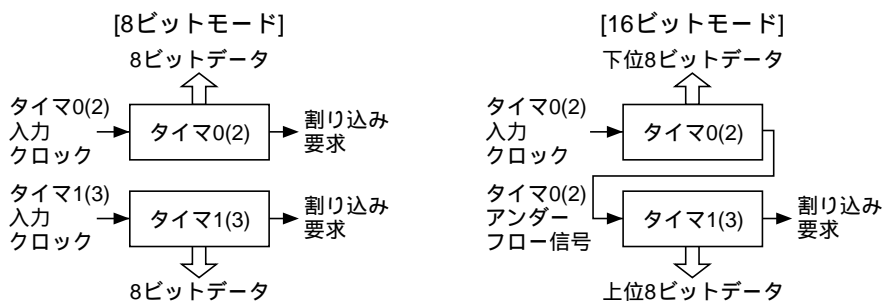 [8ビットモード]
8ビットデータ
タイマ0(2)
入力
クロック
タイマ0(2)
割り込み
要求
タイマ1(3)
入力
クロック
タイマ1(3)
割り込み
要求
8ビットデータ
[16ビットモード]
下位8ビットデータ
タイマ0(2)
入力
クロック
タイマ0(2)
タイマ0(2)
アンダー
フロー信号
タイマ1(3)
割り込み
要求
上位8ビットデータ